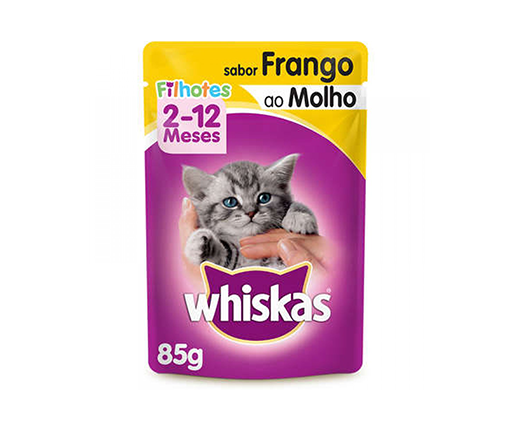 sabor Frango
ao Molho
Filhotes
2-12
Meses
whiskas®
85g